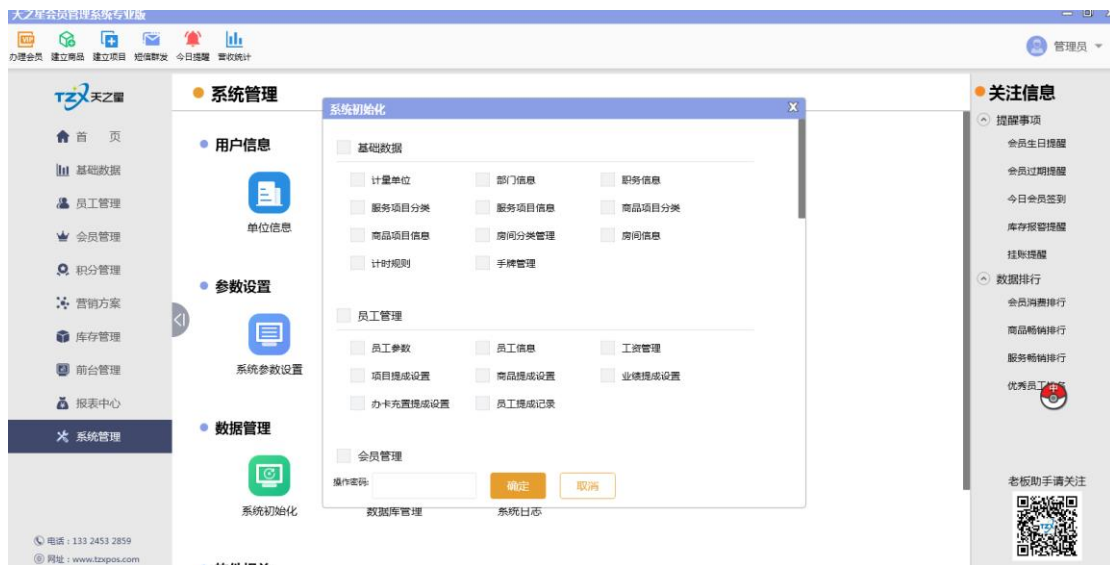 天之星会员管理系统专业版
办理会员 建立商品 建立项目 短信群发 今日提醒 营收统计
管理员
TZX天之星
首 页
基础数据
员工管理
会员管理
积分管理
营销方案
库存管理
前台管理
报表中心
系统管理
电话：133 2453 2859
网址：www.tzxpos.com
系统管理
用户信息
单位信息
参数设置
系统参数设置
数据管理
系统初始化 数据库管理 系统日志
系统初始化 X
基础数据
计量单位 部门信息 职务信息
服务项目分类 服务项目信息 商品项目分类
商品项目信息 房间分类管理 房间信息
计时规则 手牌管理
员工管理
员工参数 员工信息 工资管理
项目提成设置 商品提成设置 业绩提成设置
办卡充置提成设置 员工提成记录
会员管理
操作密码: 确定 取消
关注信息
提醒事项
会员生日提醒
会员过期提醒
今日会员签到
库存报警提醒
挂账提醒
数据排行
会员消费排行
商品畅销排行
服务畅销排行
优秀员工
中
老板助手请关注
TZX